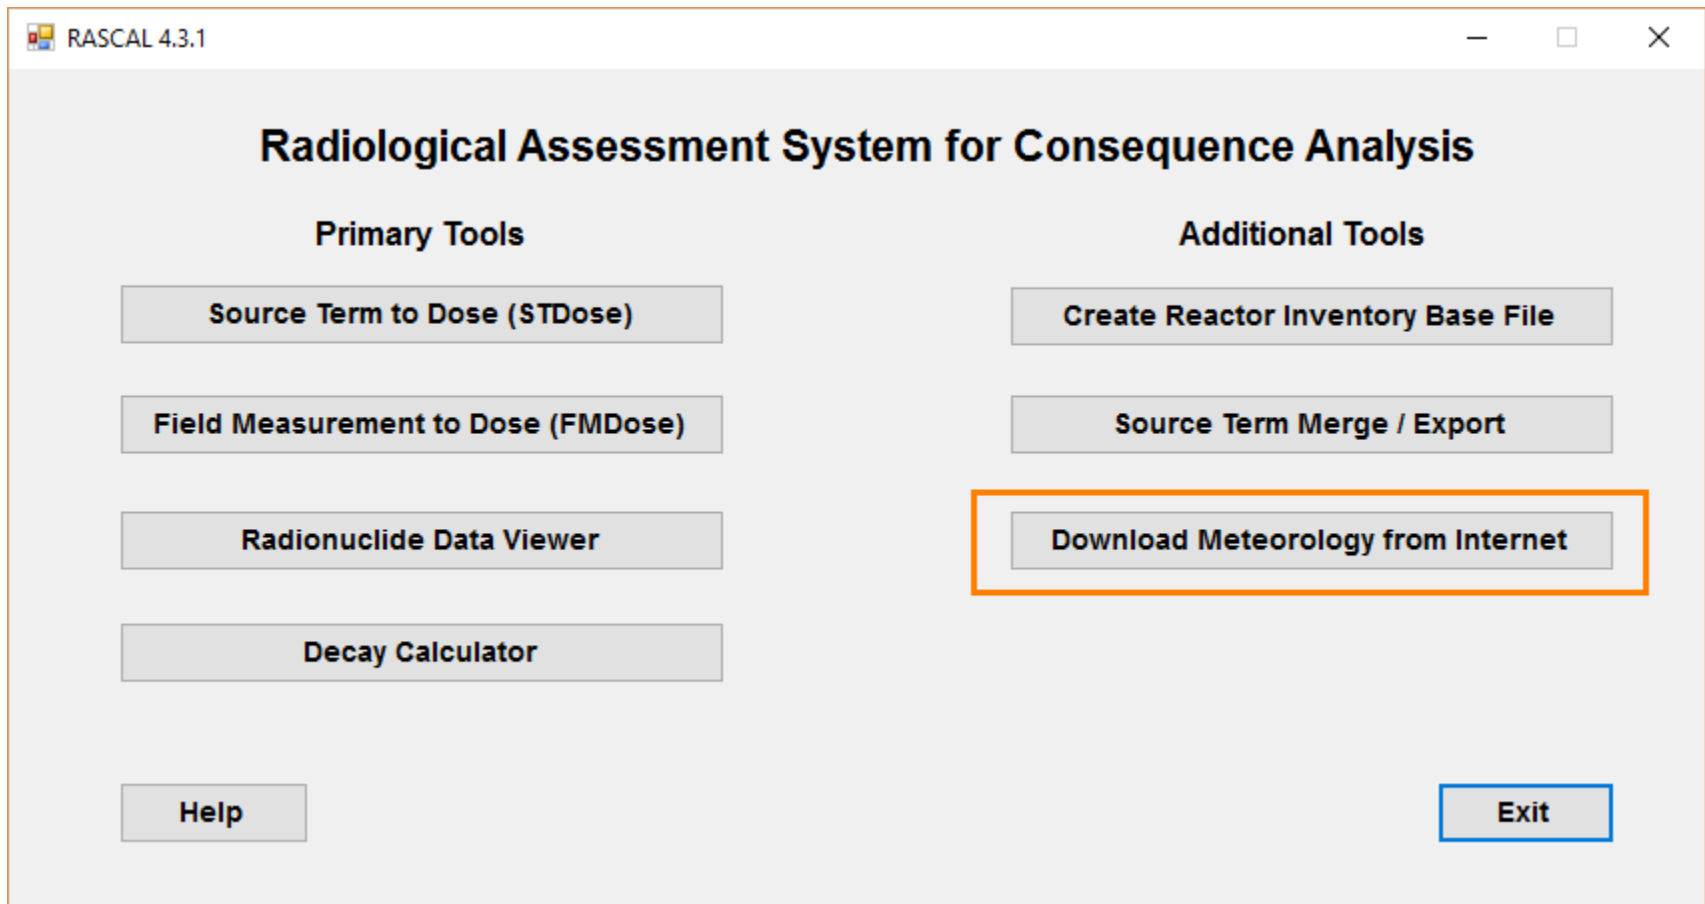 RASCAL 4.3.1
Radiological Assessment System for Consequence Analysis
Primary Tools
Source Term to Dose (STDose)
Field Measurement to Dose (FMDose)
Radionuclide Data Viewer
Decay Calculator
Help
Additional Tools
Create Reactor Inventory Base File
Source Term Merge / Export
Download Meteorology from Internet
Exit